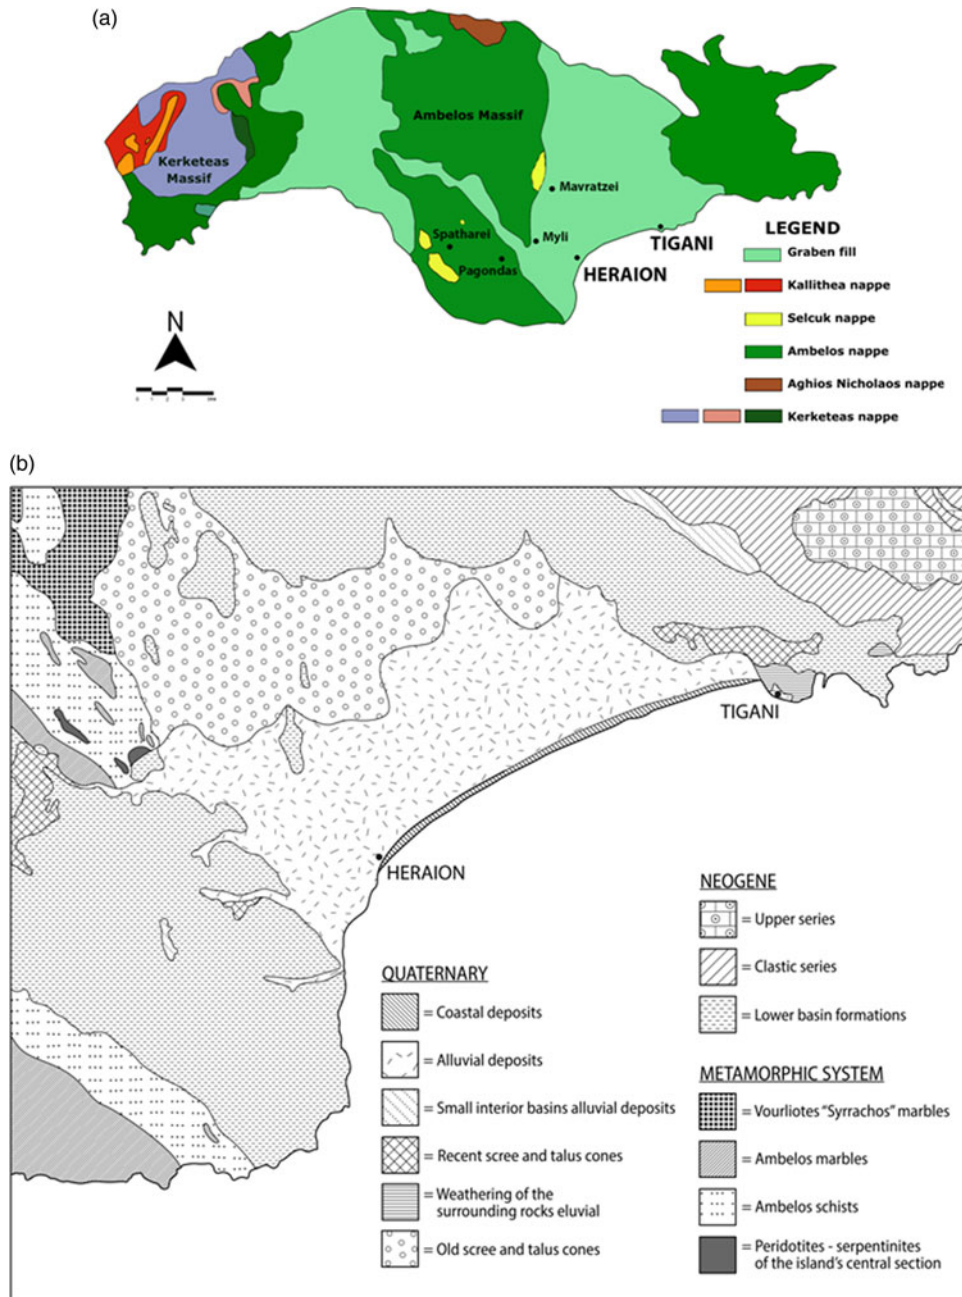 (a)
Ambelos Massif
Kerketeas
Massif
Mavratzei
Spatharei
Myli
Pagondas
TIGANI
HERAION
N
LEGEND
Graben fill
Kallithea nappe
Selcuk nappe
Ambelos nappe
Aghios Nicholaos nappe
Kerketeas nappe
(b)
TIGANI
HERAION
QUATERNARY
= Coastal deposits
= Alluvial deposits
= Small interior basins alluvial deposits
= Recent scree and talus cones
= Weathering of the
surrounding rocks eluvial
= Old scree and talus cones
NEOGENE
= Upper series
= Clastic series
= Lower basin formations
METAMORPHIC SYSTEM
= Vourliotes “Syrrachos” marbles
= Ambelos marbles
= Ambelos schists
= Peridotites - serpentinites
of the island's central section